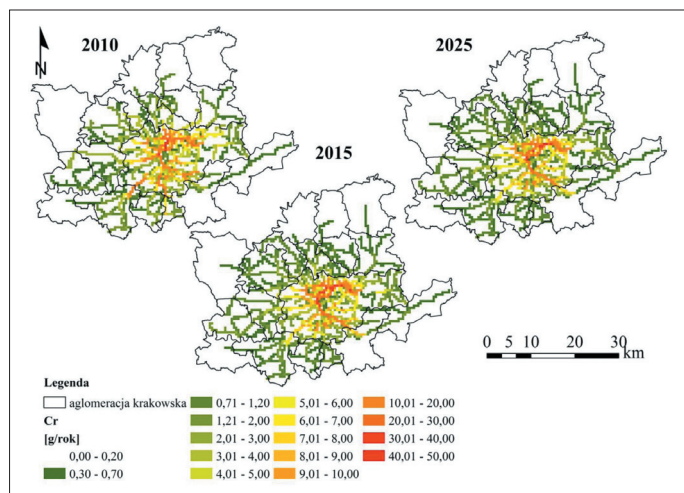 2010
2025
N
2015
0 5 10 20 30
km
Legenda
aglomeracja krakowska
Cr
[g/rok]
0,00 - 0,20
0,30 - 0,70
0,71 - 1,20
1,21 - 2,00
2,01 - 3,00
3,01 - 4,00
4,01 - 5,00
5,01 - 6,00
6,01 - 7,00
7,01 - 8,00
8,01 - 9,00
9,01 - 10,00
10,01 - 20,00
20,01 - 30,00
30,01 - 40,00
40,01 - 50,00